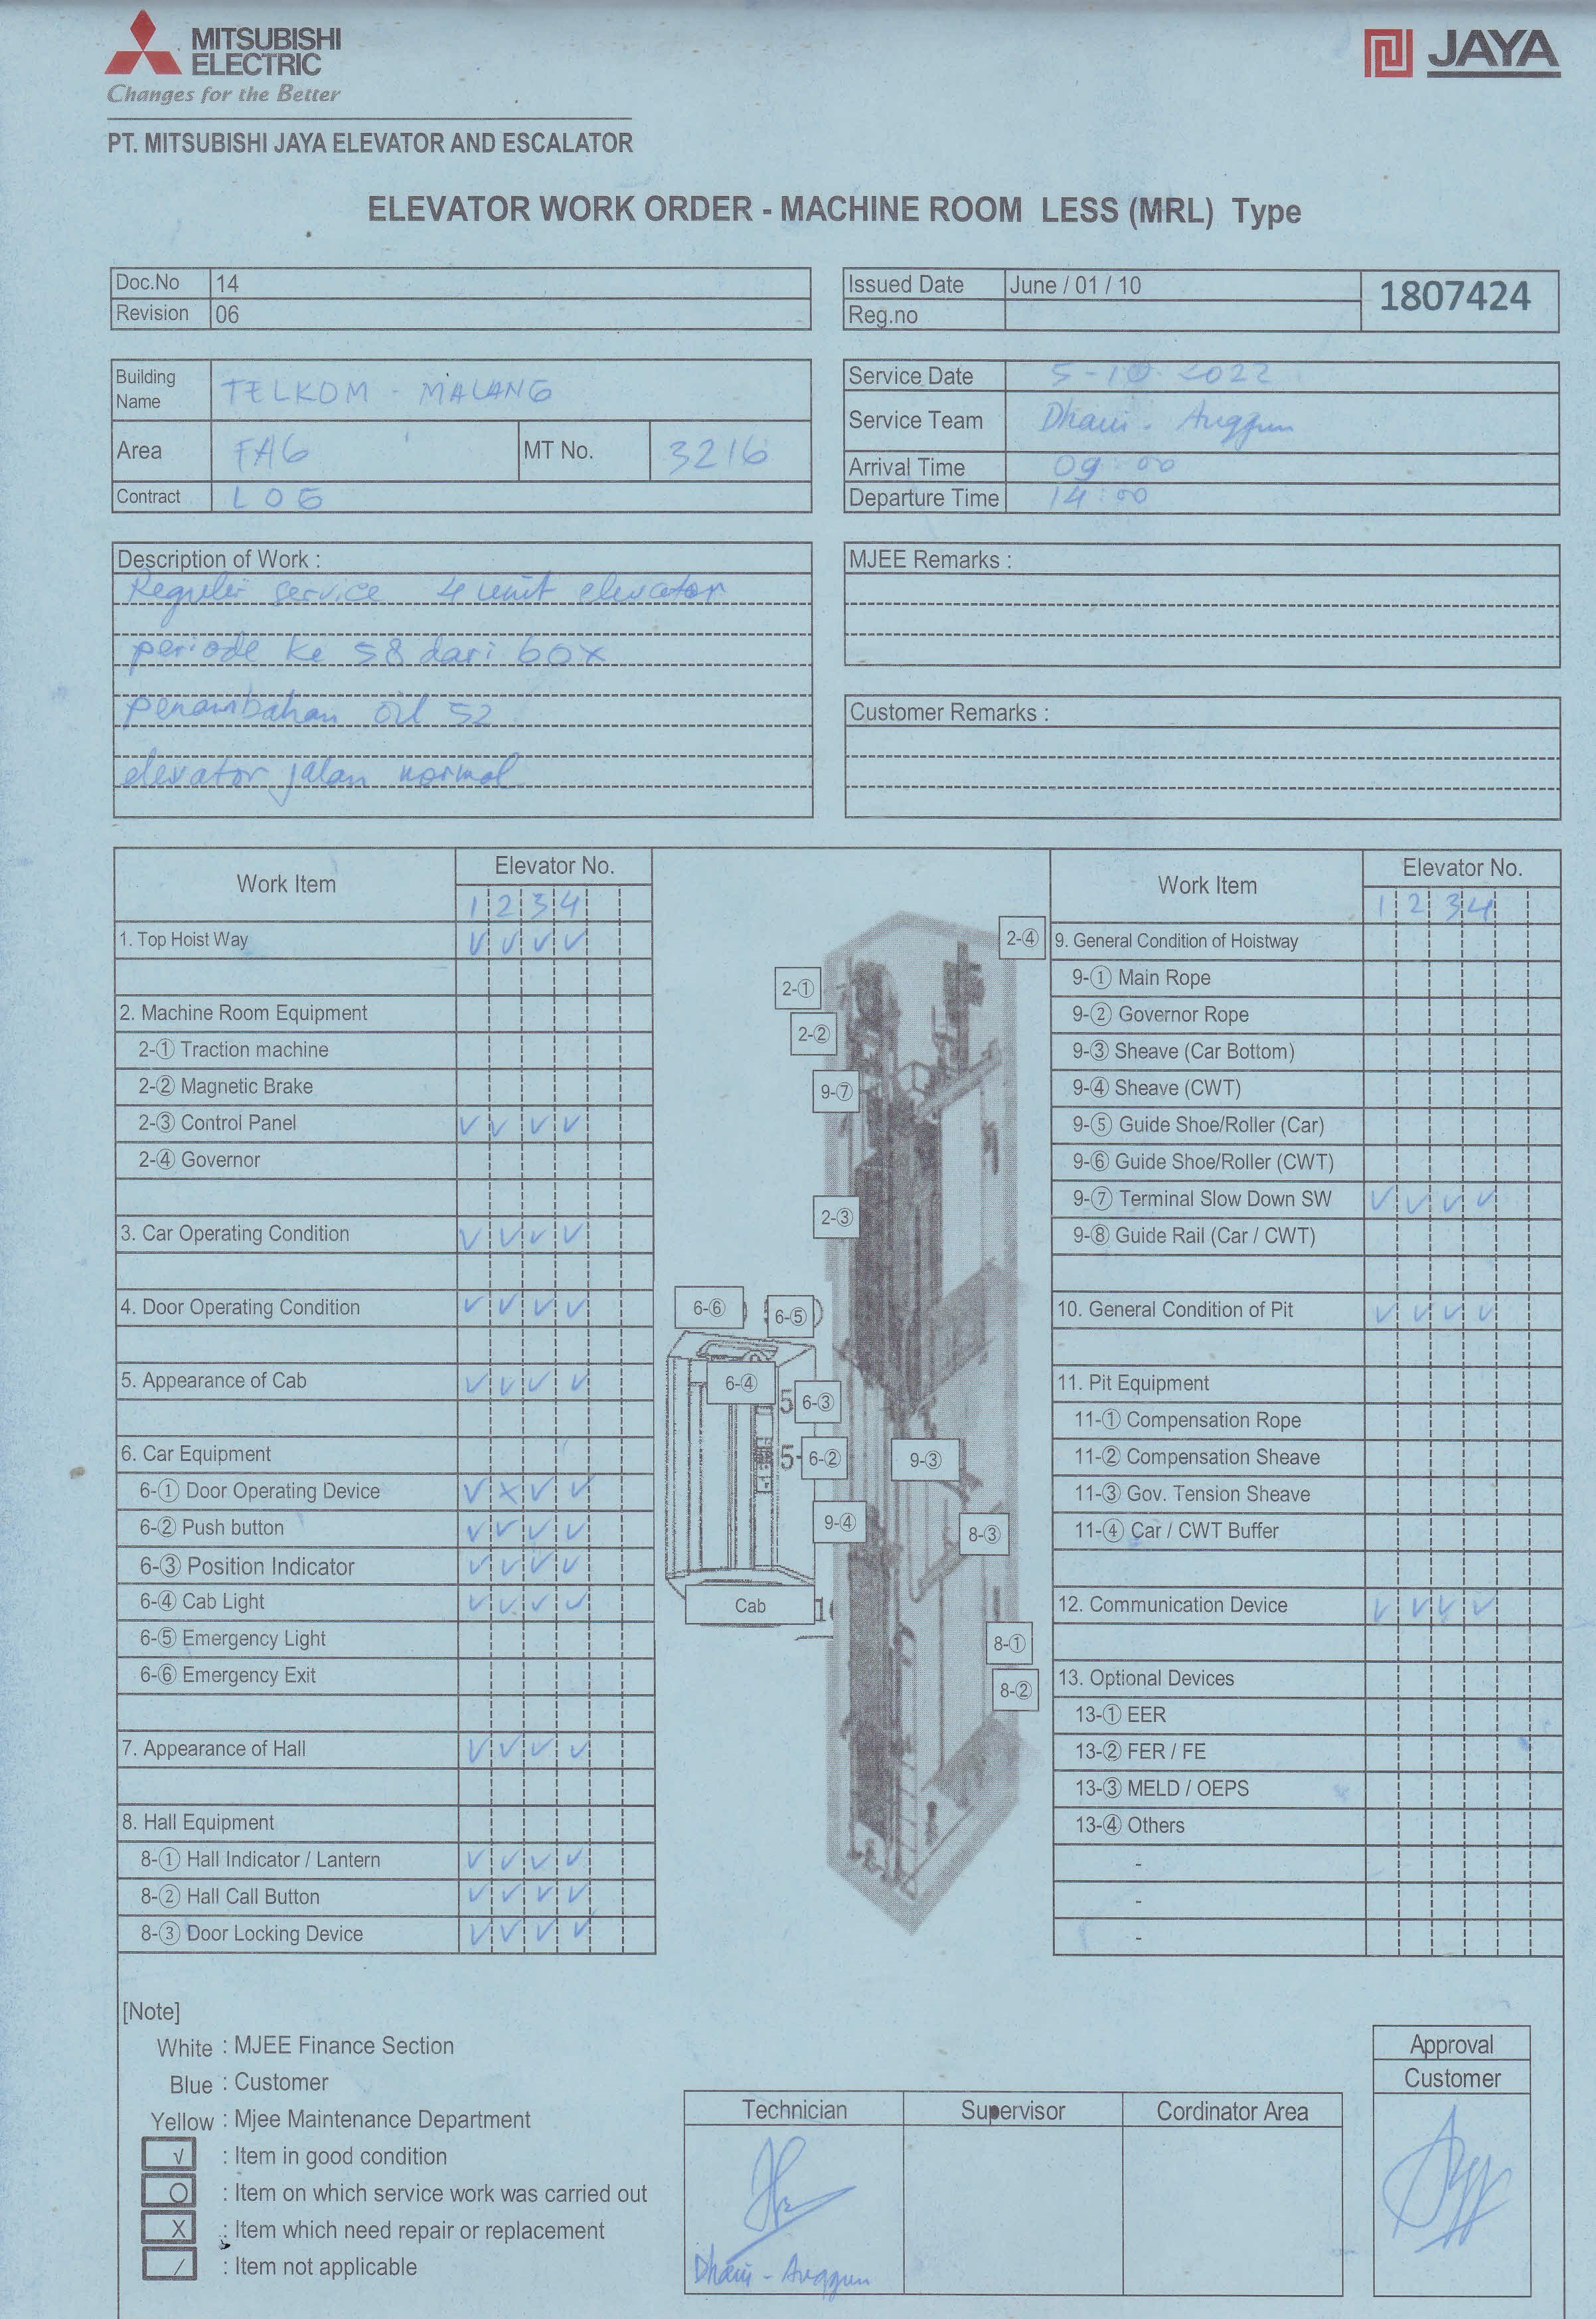 MITSUBISHI
ELECTRIC
Changes for the Better
JAYA
PT. MITSUBISHI JAYA ELEVATOR AND ESCALATOR
ELEVATOR WORK ORDER - MACHINE ROOM LESS (MRL) Type
Doc.No 14
Revision 06
Issued Date June / 01 / 10
Reg.no
1807424
Building Name TELKOM - MALANG
Area FA6 MT No. 3216
Contract
Service Date 5-10-2022
Service Team Dhani - Anggun
Arrival Time 09:00
Departure Time 14:00
Description of Work :
Reguler service 4 unit elevator
periode ke 58 dari 60x
penambahan oil 52
elevator jalan normal
MJEE Remarks :
Customer Remarks :
Work Item Elevator No.
1 2 3 4
1. Top Hoist Way √ √ √ √
2. Machine Room Equipment
2-① Traction machine
2-② Magnetic Brake
2-③ Control Panel √ √ √ √
2-④ Governor
3. Car Operating Condition √ √ √ √
4. Door Operating Condition √ √ √ √
5. Appearance of Cab √ √ √ √
6. Car Equipment
6-① Door Operating Device √ X √ √
6-② Push button √ √ √ √
6-③ Position Indicator √ √ √ √
6-④ Cab Light √ √ √ √
6-⑤ Emergency Light
6-⑥ Emergency Exit
7. Appearance of Hall √ √ √ √
8. Hall Equipment
8-① Hall Indicator / Lantern √ √ √ √
8-② Hall Call Button √ √ √ √
8-③ Door Locking Device √ √ √ √
2-④
2-①
2-②
9-⑦
2-③
6-⑥
6-⑤
6-④
5 6-③
5- 6-②
9-③
9-④
8-③
Cab
8-①
8-②
Work Item Elevator No.
1 2 3 4
9. General Condition of Hoistway
9-① Main Rope
9-② Governor Rope
9-③ Sheave (Car Bottom)
9-④ Sheave (CWT)
9-⑤ Guide Shoe/Roller (Car)
9-⑥ Guide Shoe/Roller (CWT)
9-⑦ Terminal Slow Down SW √ √ √ √
9-⑧ Guide Rail (Car / CWT)
10. General Condition of Pit √ √ √ √
11. Pit Equipment
11-① Compensation Rope
11-② Compensation Sheave
11-③ Gov. Tension Sheave
11-④ Car / CWT Buffer
12. Communication Device √ √ √ √
13. Optional Devices
13-① EER
13-② FER / FE
13-③ MELD / OEPS
13-④ Others
-
-
-
[Note]
White : MJEE Finance Section
Blue : Customer
Yellow : Mjee Maintenance Department
√ : Item in good condition
O : Item on which service work was carried out
X : Item which need repair or replacement
/ : Item not applicable
Technician Supervisor Cordinator Area
Dhani - Anggun
Approval
Customer